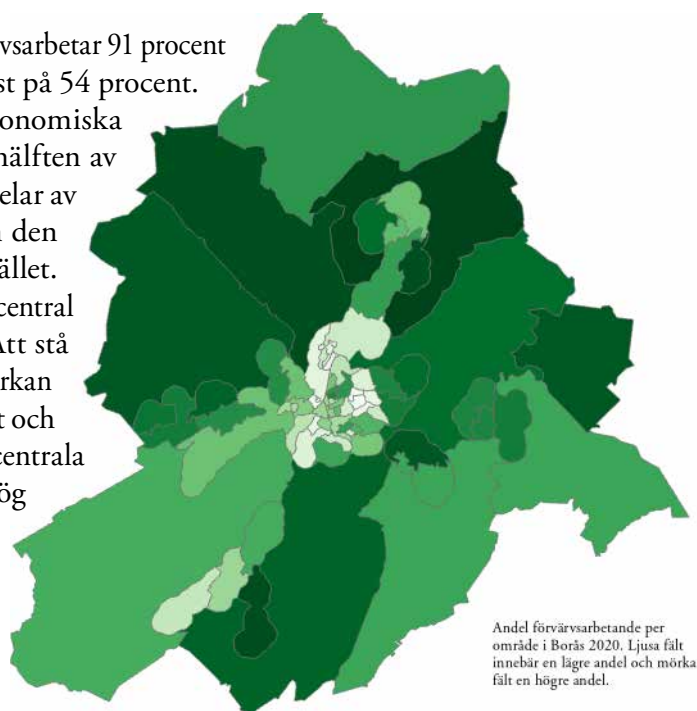 vsarbetar 91 procent
st på 54 procent.
onomiska
hälften av
elar av
den
ället.
central
Att stå
rkan
t och
centrala
ög
Andel förvärvsarbetande per
område i Borås 2020. Ljusa fält
innebär en lägre andel och mörka
fält en högre andel.